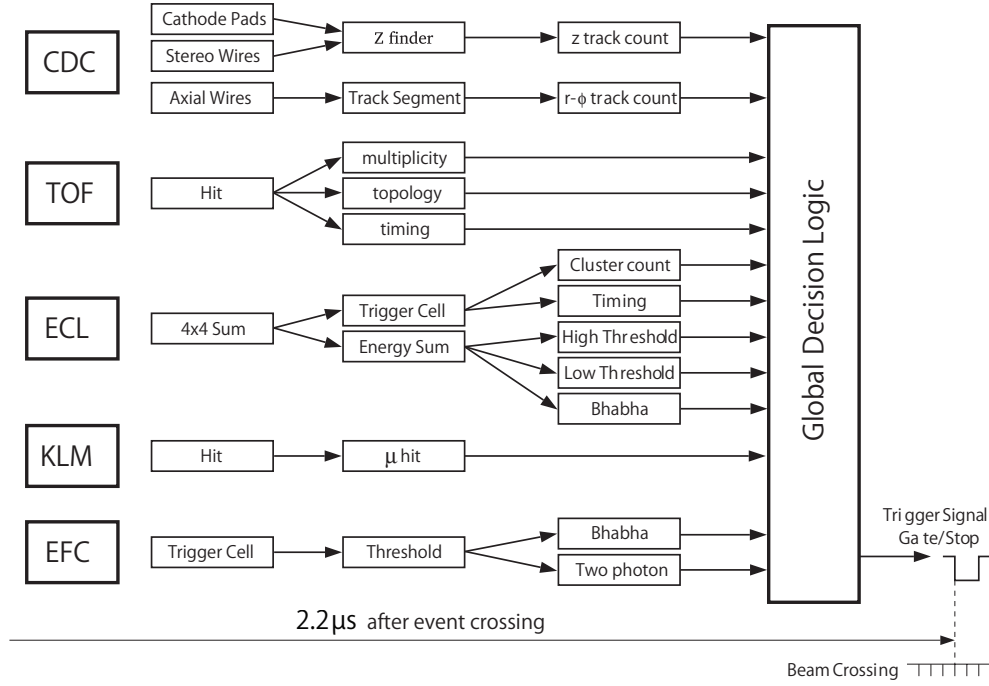 CDC
Cathode Pads
Stereo Wires
Z finder
z track count
Axial Wires
Track Segment
r-ϕ track count
TOF
Hit
multiplicity
topology
timing
ECL
4x4 Sum
Trigger Cell
Energy Sum
Cluster count
Timing
High Threshold
Low Threshold
Bhabha
KLM
Hit
μ hit
EFC
Trigger Cell
Threshold
Bhabha
Two photon
Global Decision Logic
Trigger Signal
Gate/Stop
2.2μs after event crossing
Beam Crossing